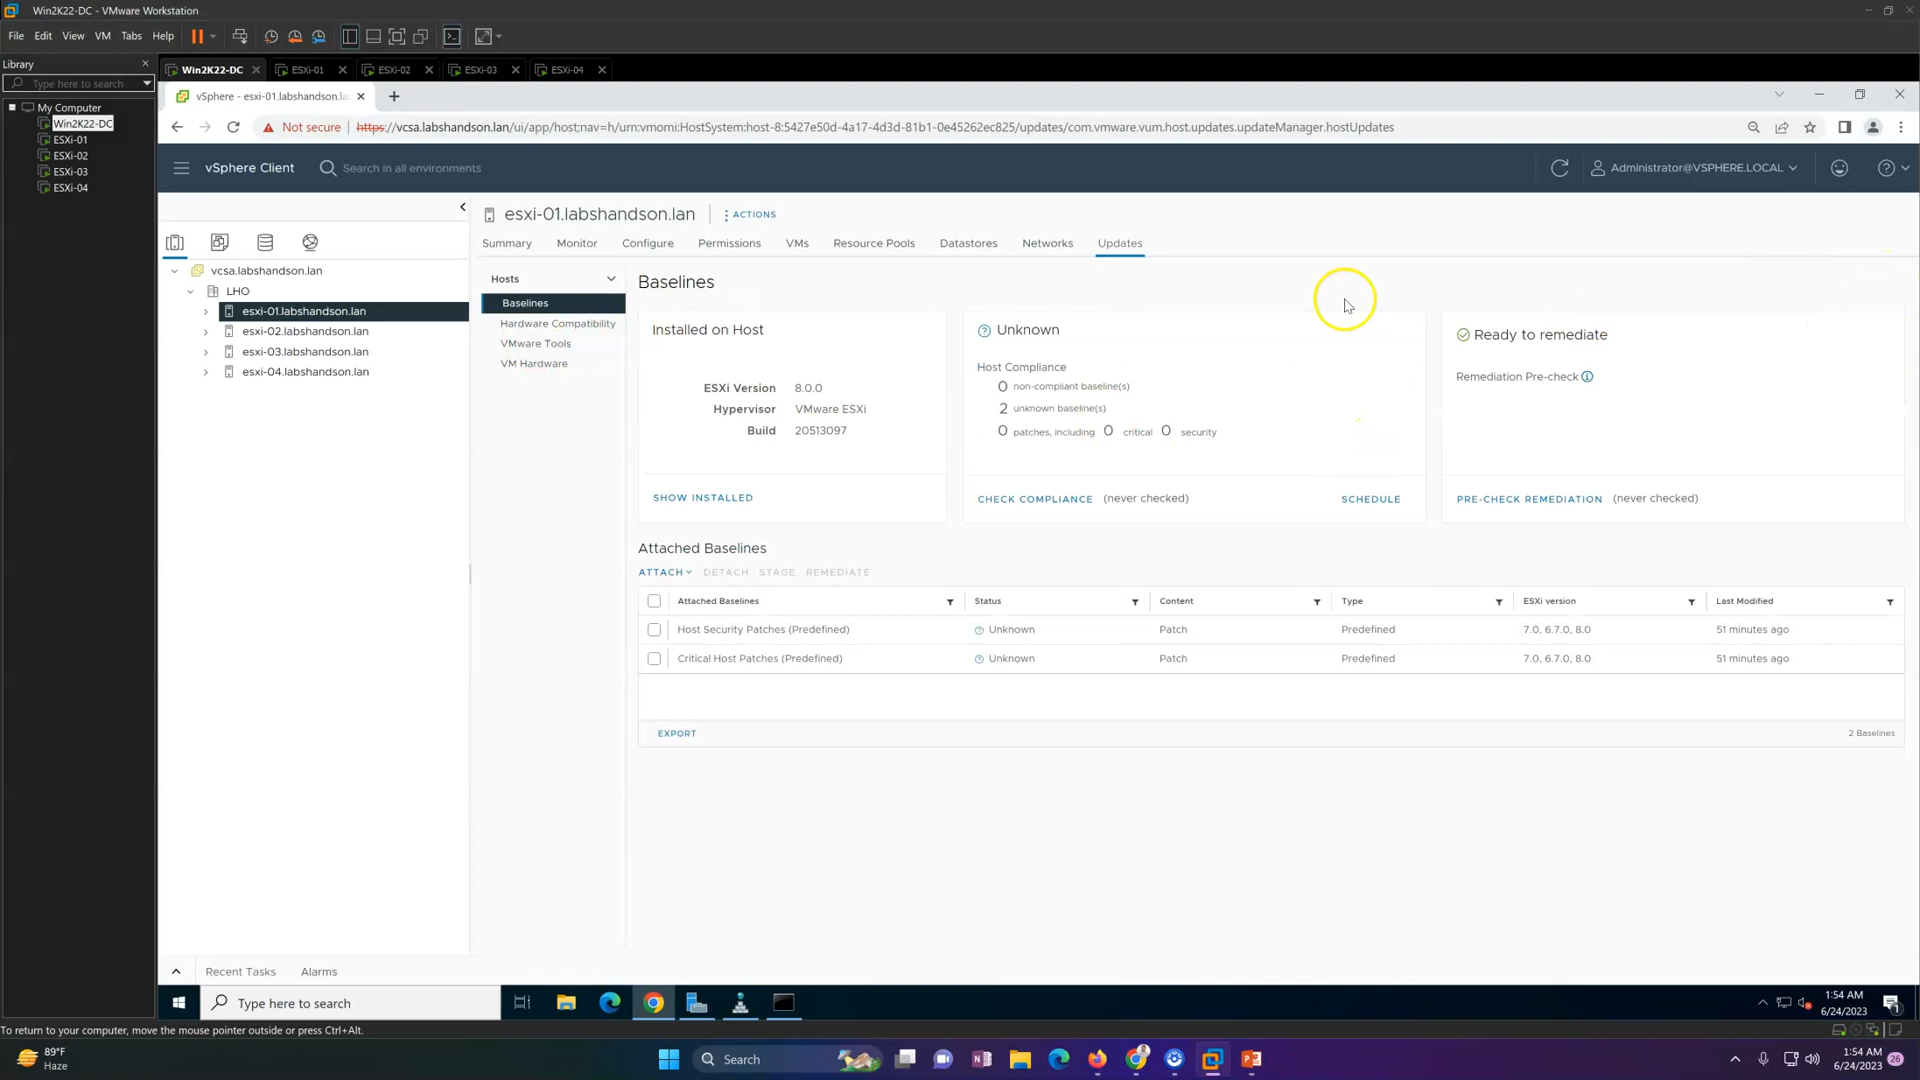 Win2K22-DC - VMware Workstation
File Edit View VM Tabs Help
Library
Type here to search
My Computer
Win2K22-DC
ESXi-01
ESXi-02
ESXi-03
ESXi-04
Win2K22-DC ESXi-01 ESXi-02 ESXi-03 ESXi-04
vSphere - esxi-01.labshandson.la
Not secure https://vcsa.labshandson.lan/ui/app/host;nav=h/urn:vmomi:HostSystem:host-8:5427e50d-4a17-4d3d-81b1-0e45262ec825/updates/com.vmware.vum.host.updates.updateManager.hostUpdates
vSphere Client Search in all environments Administrator@VSPHERE.LOCAL
vcsa.labshandson.lan
LHO
esxi-01.labshandson.lan
esxi-02.labshandson.lan
esxi-03.labshandson.lan
esxi-04.labshandson.lan
esxi-01.labshandson.lan ACTIONS
Summary Monitor Configure Permissions VMs Resource Pools Datastores Networks Updates
Hosts
Baselines
Hardware Compatibility
VMware Tools
VM Hardware
Baselines
Installed on Host
ESXi Version 8.0.0
Hypervisor VMware ESXi
Build 20513097
SHOW INSTALLED
Unknown
Host Compliance
0 non-compliant baseline(s)
2 unknown baseline(s)
0 patches, including 0 critical 0 security
CHECK COMPLIANCE (never checked) SCHEDULE
Ready to remediate
Remediation Pre-check
PRE-CHECK REMEDIATION (never checked)
Attached Baselines
ATTACH DETACH STAGE REMEDIATE
Attached Baselines Status Content Type ESXi version Last Modified
Host Security Patches (Predefined) Unknown Patch Predefined 7.0, 6.7.0, 8.0 51 minutes ago
Critical Host Patches (Predefined) Unknown Patch Predefined 7.0, 6.7.0, 8.0 51 minutes ago
EXPORT 2 Baselines
Recent Tasks Alarms
Type here to search
1:54 AM
6/24/2023
1
To return to your computer, move the mouse pointer outside or press Ctrl+Alt.
89°F
Haze
Search
1:54 AM
6/24/2023
26